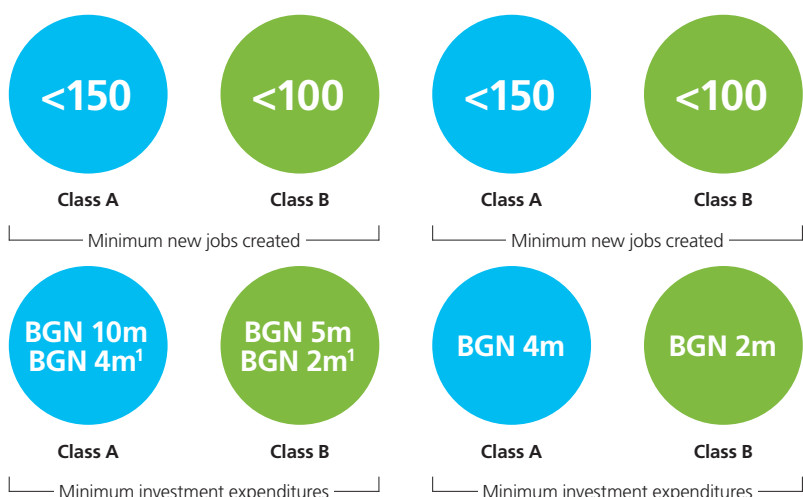 <150
<100
<150
<100
Class A
Class B
Class A
Class B
Minimum new jobs created
Minimum new jobs created
BGN 10m
BGN 4m¹
BGN 5m
BGN 2m¹
BGN 4m
BGN 2m
Class A
Class B
Class A
Class B
Minimum investment expenditures
Minimum investment expenditures